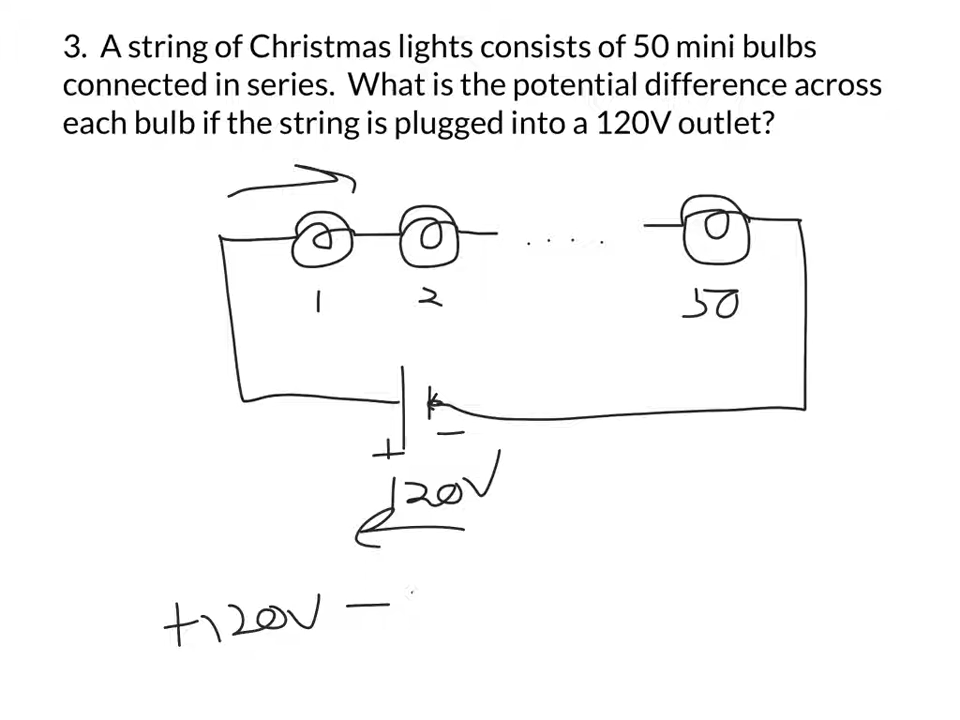 3. A string of Christmas lights consists of 50 mini bulbs
connected in series. What is the potential difference across
each bulb if the string is plugged into a 120V outlet?
. . . .
1 2 50
+ −
120V
+120V −